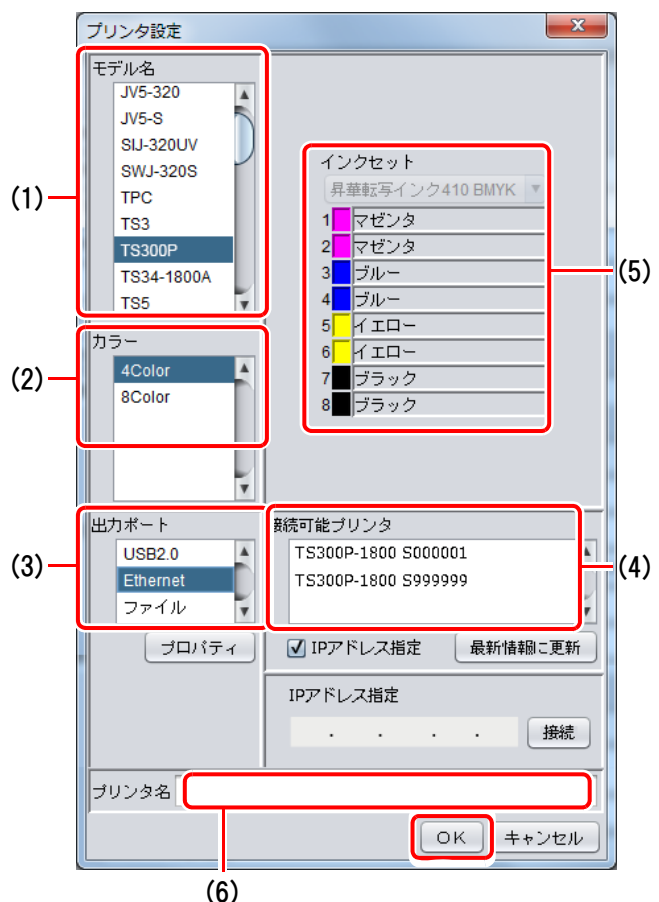 プリンタ設定
モデル名
JV5-320
JV5-S
SIJ-320UV
SWJ-320S
TPC
TS3
TS300P
TS34-1800A
TS5
(1)
カラー
4Color
8Color
(2)
インクセット
昇華転写インク410 BMYK
1 マゼンタ
2 マゼンタ
3 ブルー
4 ブルー
5 イエロー
6 イエロー
7 ブラック
8 ブラック
(5)
出力ポート
USB2.0
Ethernet
ファイル
(3)
プロパティ
接続可能プリンタ
TS300P-1800 S000001
TS300P-1800 S999999
(4)
IPアドレス指定
最新情報に更新
IPアドレス指定
. . . .
接続
プリンタ名
OK
キャンセル
(6)